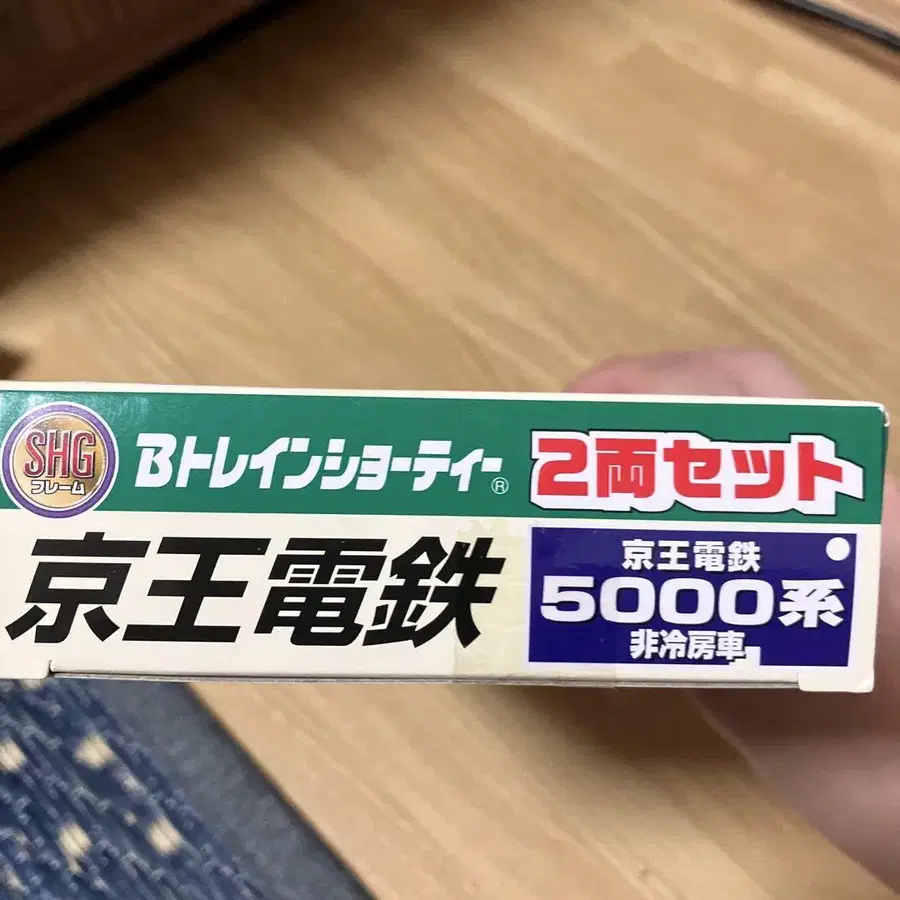 SHG
フレーム
Bトレインショーティー®
2両セット
京王電鉄
京王電鉄
5000系
非冷房車